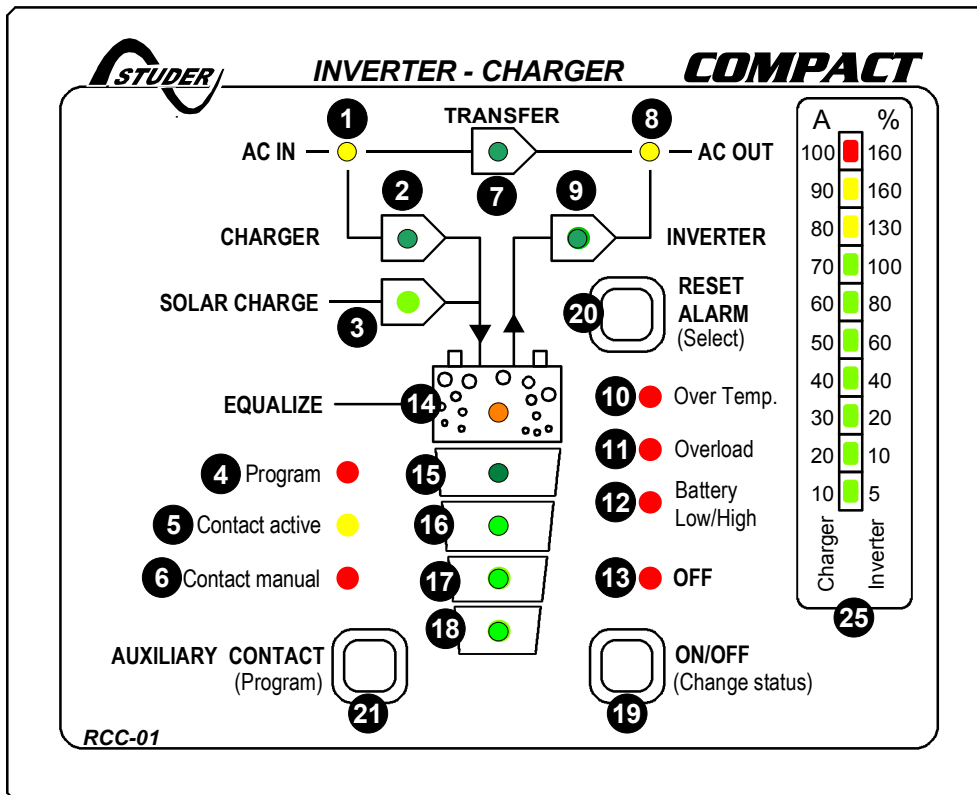 STUDER
INVERTER - CHARGER
COMPACT
1
TRANSFER
8
A %
AC IN
AC OUT
100 160
7
2
9
90 160
CHARGER
INVERTER
80 130
70 100
SOLAR CHARGE
3
20
RESET
ALARM
(Select)
60 80
50 60
EQUALIZE
14
10 Over Temp.
40 40
30 20
4 Program
15
11 Overload
20 10
5 Contact active
16
12 Battery
Low/High
10 5
6 Contact manual
17
13 OFF
Charger
Inverter
25
18
AUXILIARY CONTACT
(Program)
21
ON/OFF
(Change status)
19
RCC-01